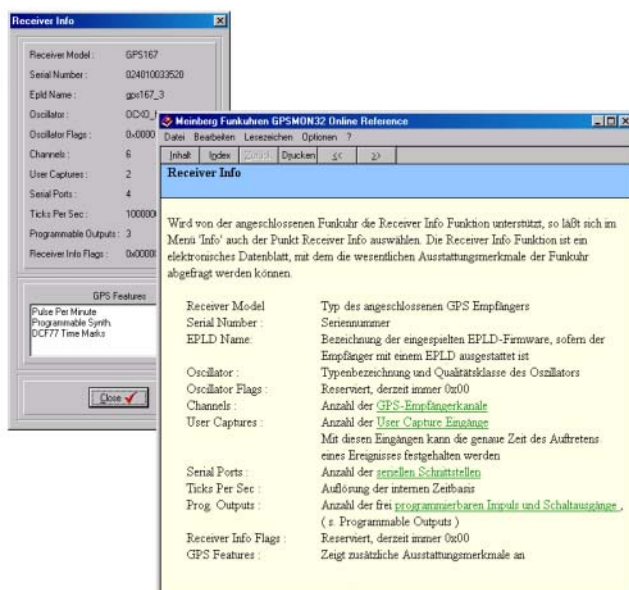 Receiver Info
Receiver Model : GPS167
Serial Number : 024010033520
Epld Name : gps167_3
Oscillator :
Oscillator Flags :
Channels : 6
User Captures : 2
Serial Ports : 4
Ticks Per Sec :
Programmable Outputs : 3
Receiver Info Flags :
GPS Features
Pulse Per Minute
Programmable Synth.
DCF77 Time Marks
Close
Meinberg Funkuhren GPSMON32 Online Reference
Datei Bearbeiten Lesezeichen Optionen ?
Inhalt Index Zurück Drucken << >>
Receiver Info
Wird von der angeschlossenen Funkuhr die Receiver Info Funktion unterstützt, so läßt sich im
Menü 'Info' auch der Punkt Receiver Info auswählen. Die Receiver Info Funktion ist ein
elektronisches Datenblatt, mit dem die wesentlichen Ausstattungsmerkmale der Funkuhr
abgefragt werden können.
Receiver Model Typ des angeschlossenen GPS Empfängers
Serial Number : Seriennummer
EPLD Name: Bezeichnung der eingespielten EPLD-Firmware, sofern der
Empfänger mit einem EPLD ausgestattet ist
Oscillator : Typenbezeichnung und Qualitätsklasse des Oszillators
Oscillator Flags : Reserviert, derzeit immer 0x00
Channels : Anzahl der GPS-Empfängerkanäle
User Captures : Anzahl der User Capture Eingänge
Mit diesen Eingängen kann die genaue Zeit des Auftretens
eines Ereignisses festgehalten werden
Serial Ports : Anzahl der seriellen Schnittstellen
Ticks Per Sec : Auflösung der internen Zeitbasis
Prog. Outputs : Anzahl der frei programmierbaren Impuls und Schaltausgänge ,
( s. Programmable Outputs )
Receiver Info Flags : Reserviert, derzeit immer 0x00
GPS Features : Zeigt zusätzliche Ausstattungsmerkmale an